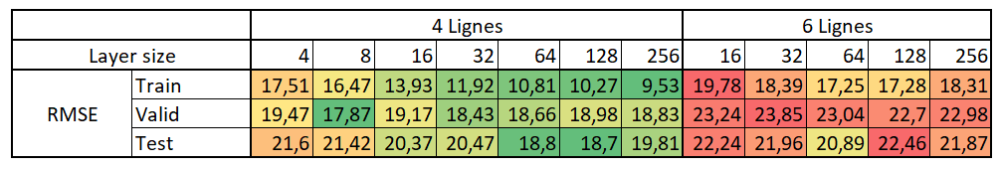 4 Lignes 6 Lignes
Layer size 4 8 16 32 64 128 256 16 32 64 128 256
RMSE Train 17,51 16,47 13,93 11,92 10,81 10,27 9,53 19,78 18,39 17,25 17,28 18,31
Valid 19,47 17,87 19,17 18,43 18,66 18,98 18,83 23,24 23,85 23,04 22,7 22,98
Test 21,6 21,42 20,37 20,47 18,8 18,7 19,81 22,24 21,96 20,89 22,46 21,87